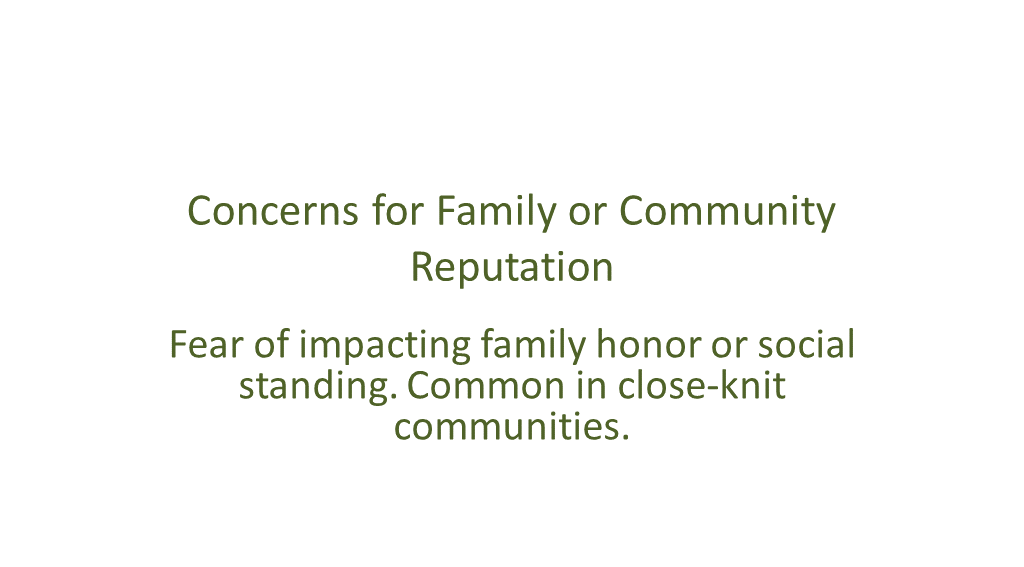 Concerns for Family or Community
Reputation
Fear of impacting family honor or social
standing. Common in close-knit
communities.